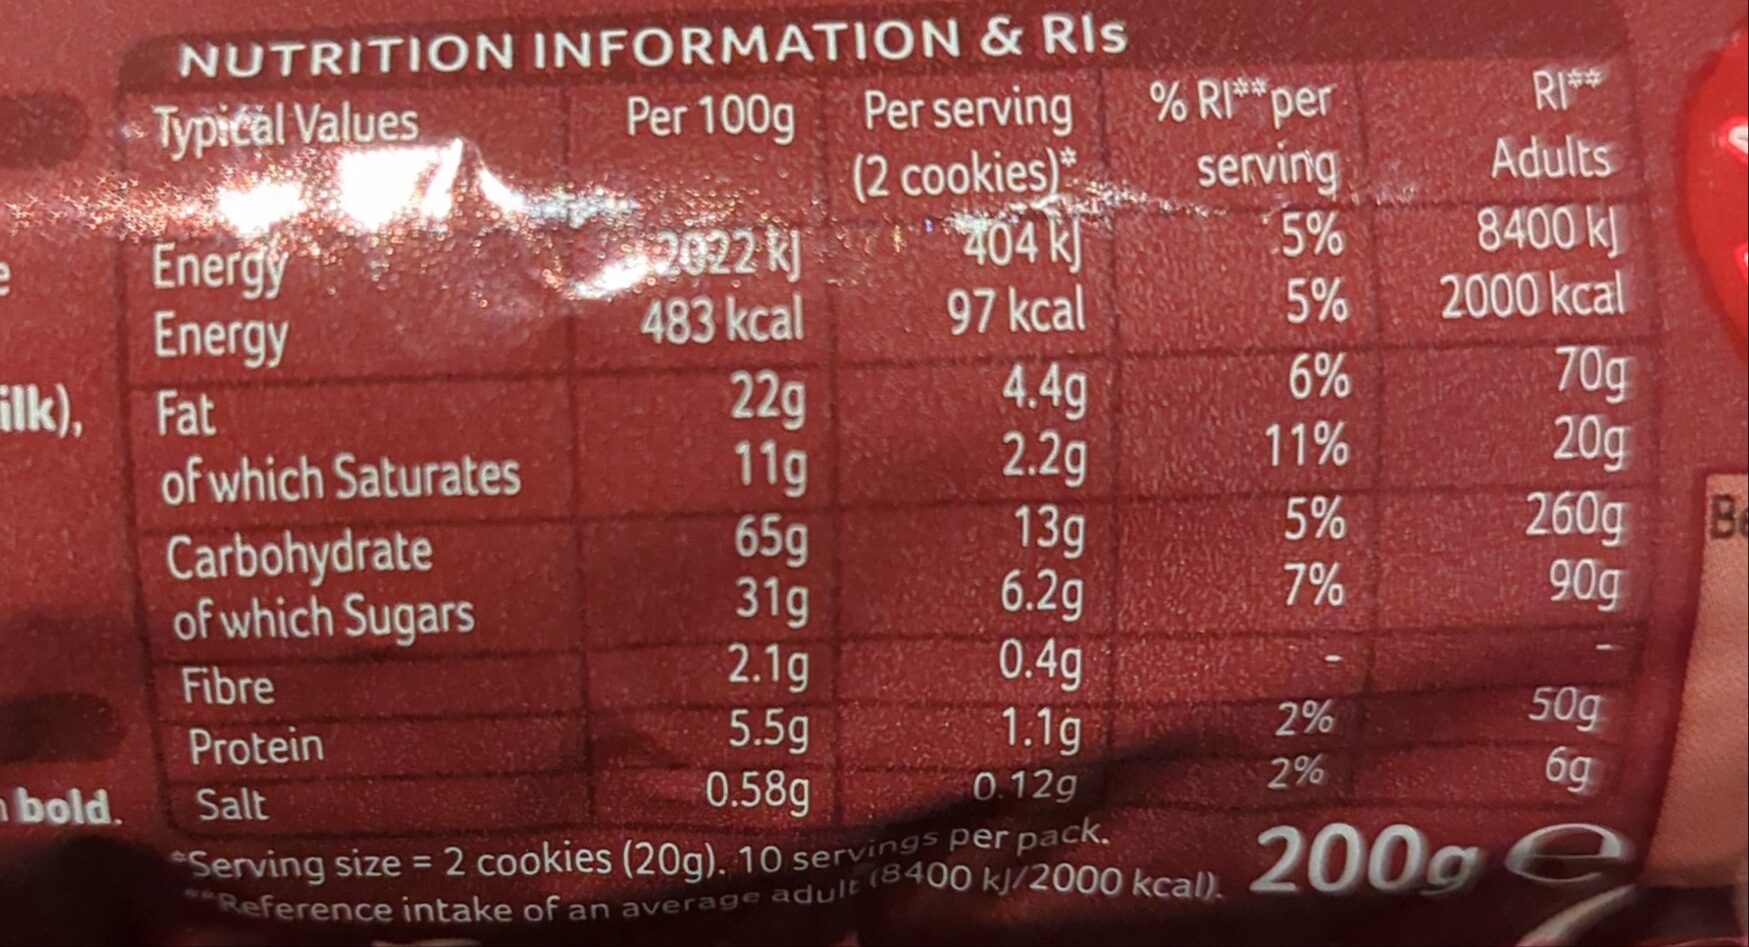 NUTRITION INFORMATION & RIs
Typical Values Per 100g Per serving % RI** per RI**
(2 cookies)* serving Adults
Energy 2022 kJ 404 kJ 5% 8400 kJ
Energy 483 kcal 97 kcal 5% 2000 kcal
Fat 22g 4.4g 6% 70g
of which Saturates 11g 2.2g 11% 20g
Carbohydrate 65g 13g 5% 260g
of which Sugars 31g 6.2g 7% 90g
Fibre 2.1g 0.4g - -
Protein 5.5g 1.1g 2% 50g
Salt 0.58g 0.12g 2% 6g
*Serving size = 2 cookies (20g). 10 servings per pack.
**Reference intake of an average adult (8400 kJ/2000 kcal).
200g e
bold.